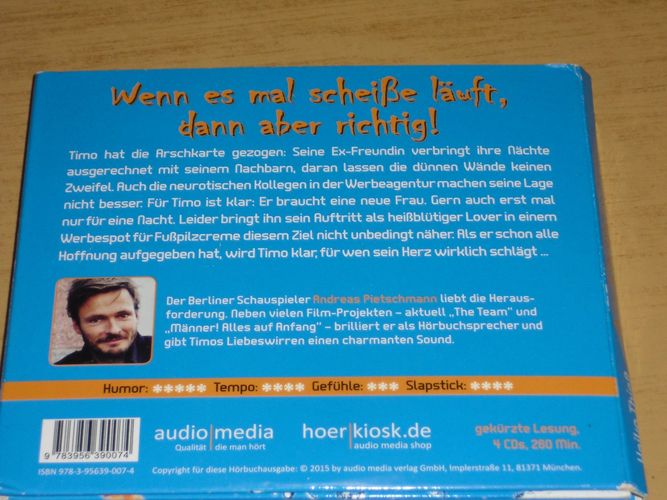 Wenn es mal scheiße läuft,
dann aber richtig!
Timo hat die Arschkarte gezogen: Seine Ex-Freundin verbringt ihre Nächte
ausgerechnet mit seinem Nachbarn, daran lassen die dünnen Wände keinen
Zweifel. Auch die neurotischen Kollegen in der Werbeagentur machen seine Lage
nicht besser. Für Timo ist klar: Er braucht eine neue Frau. Gern auch erst mal
nur für eine Nacht. Leider bringt ihn sein Auftritt als heißblütiger Lover in einem
Werbespot für Fußpilzcreme diesem Ziel nicht unbedingt näher. Als er schon alle
Hoffnung aufgegeben hat, wird Timo klar, für wen sein Herz wirklich schlägt ...
Der Berliner Schauspieler Andreas Pietschmann liebt die Heraus-
forderung. Neben vielen Film-Projekten – aktuell „The Team“ und
„Männer! Alles auf Anfang“ – brilliert er als Hörbuchsprecher und
gibt Timos Liebeswirren einen charmanten Sound.
Humor: ***** Tempo: **** Gefühle: *** Slapstick: ****
9 783956 390074
ISBN 978-3-95639-007-4
audio|media
Qualität | die man hört
hoer|kiosk.de
audio media shop
gekürzte Lesung,
4 CDs, 260 Min.
Copyright für diese Hörbuchausgabe: © 2015 by audio media verlag GmbH, Implerstraße 11, 81371 München.